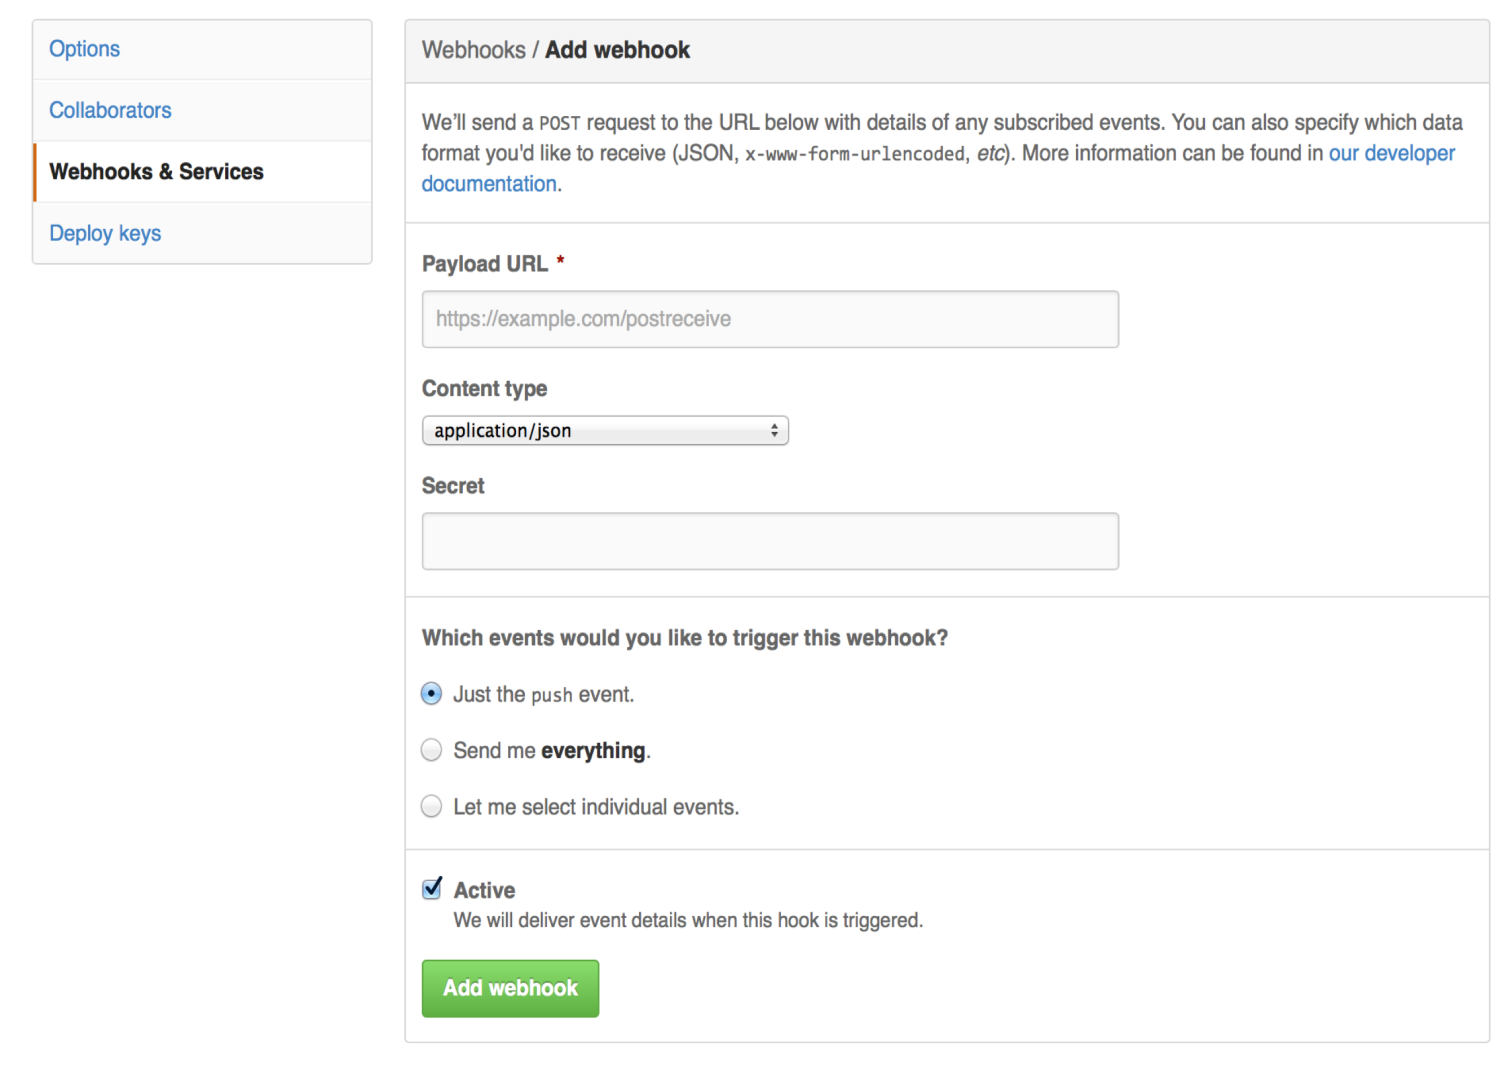 Options
Collaborators
Webhooks & Services
Deploy keys
Webhooks / Add webhook
We'll send a POST request to the URL below with details of any subscribed events. You can also specify which data
format you'd like to receive (JSON, x-www-form-urlencoded, etc). More information can be found in our developer
documentation.
Payload URL *
https://example.com/postreceive
Content type
application/json
Secret
Which events would you like to trigger this webhook?
Just the push event.
Send me everything.
Let me select individual events.
Active
We will deliver event details when this hook is triggered.
Add webhook